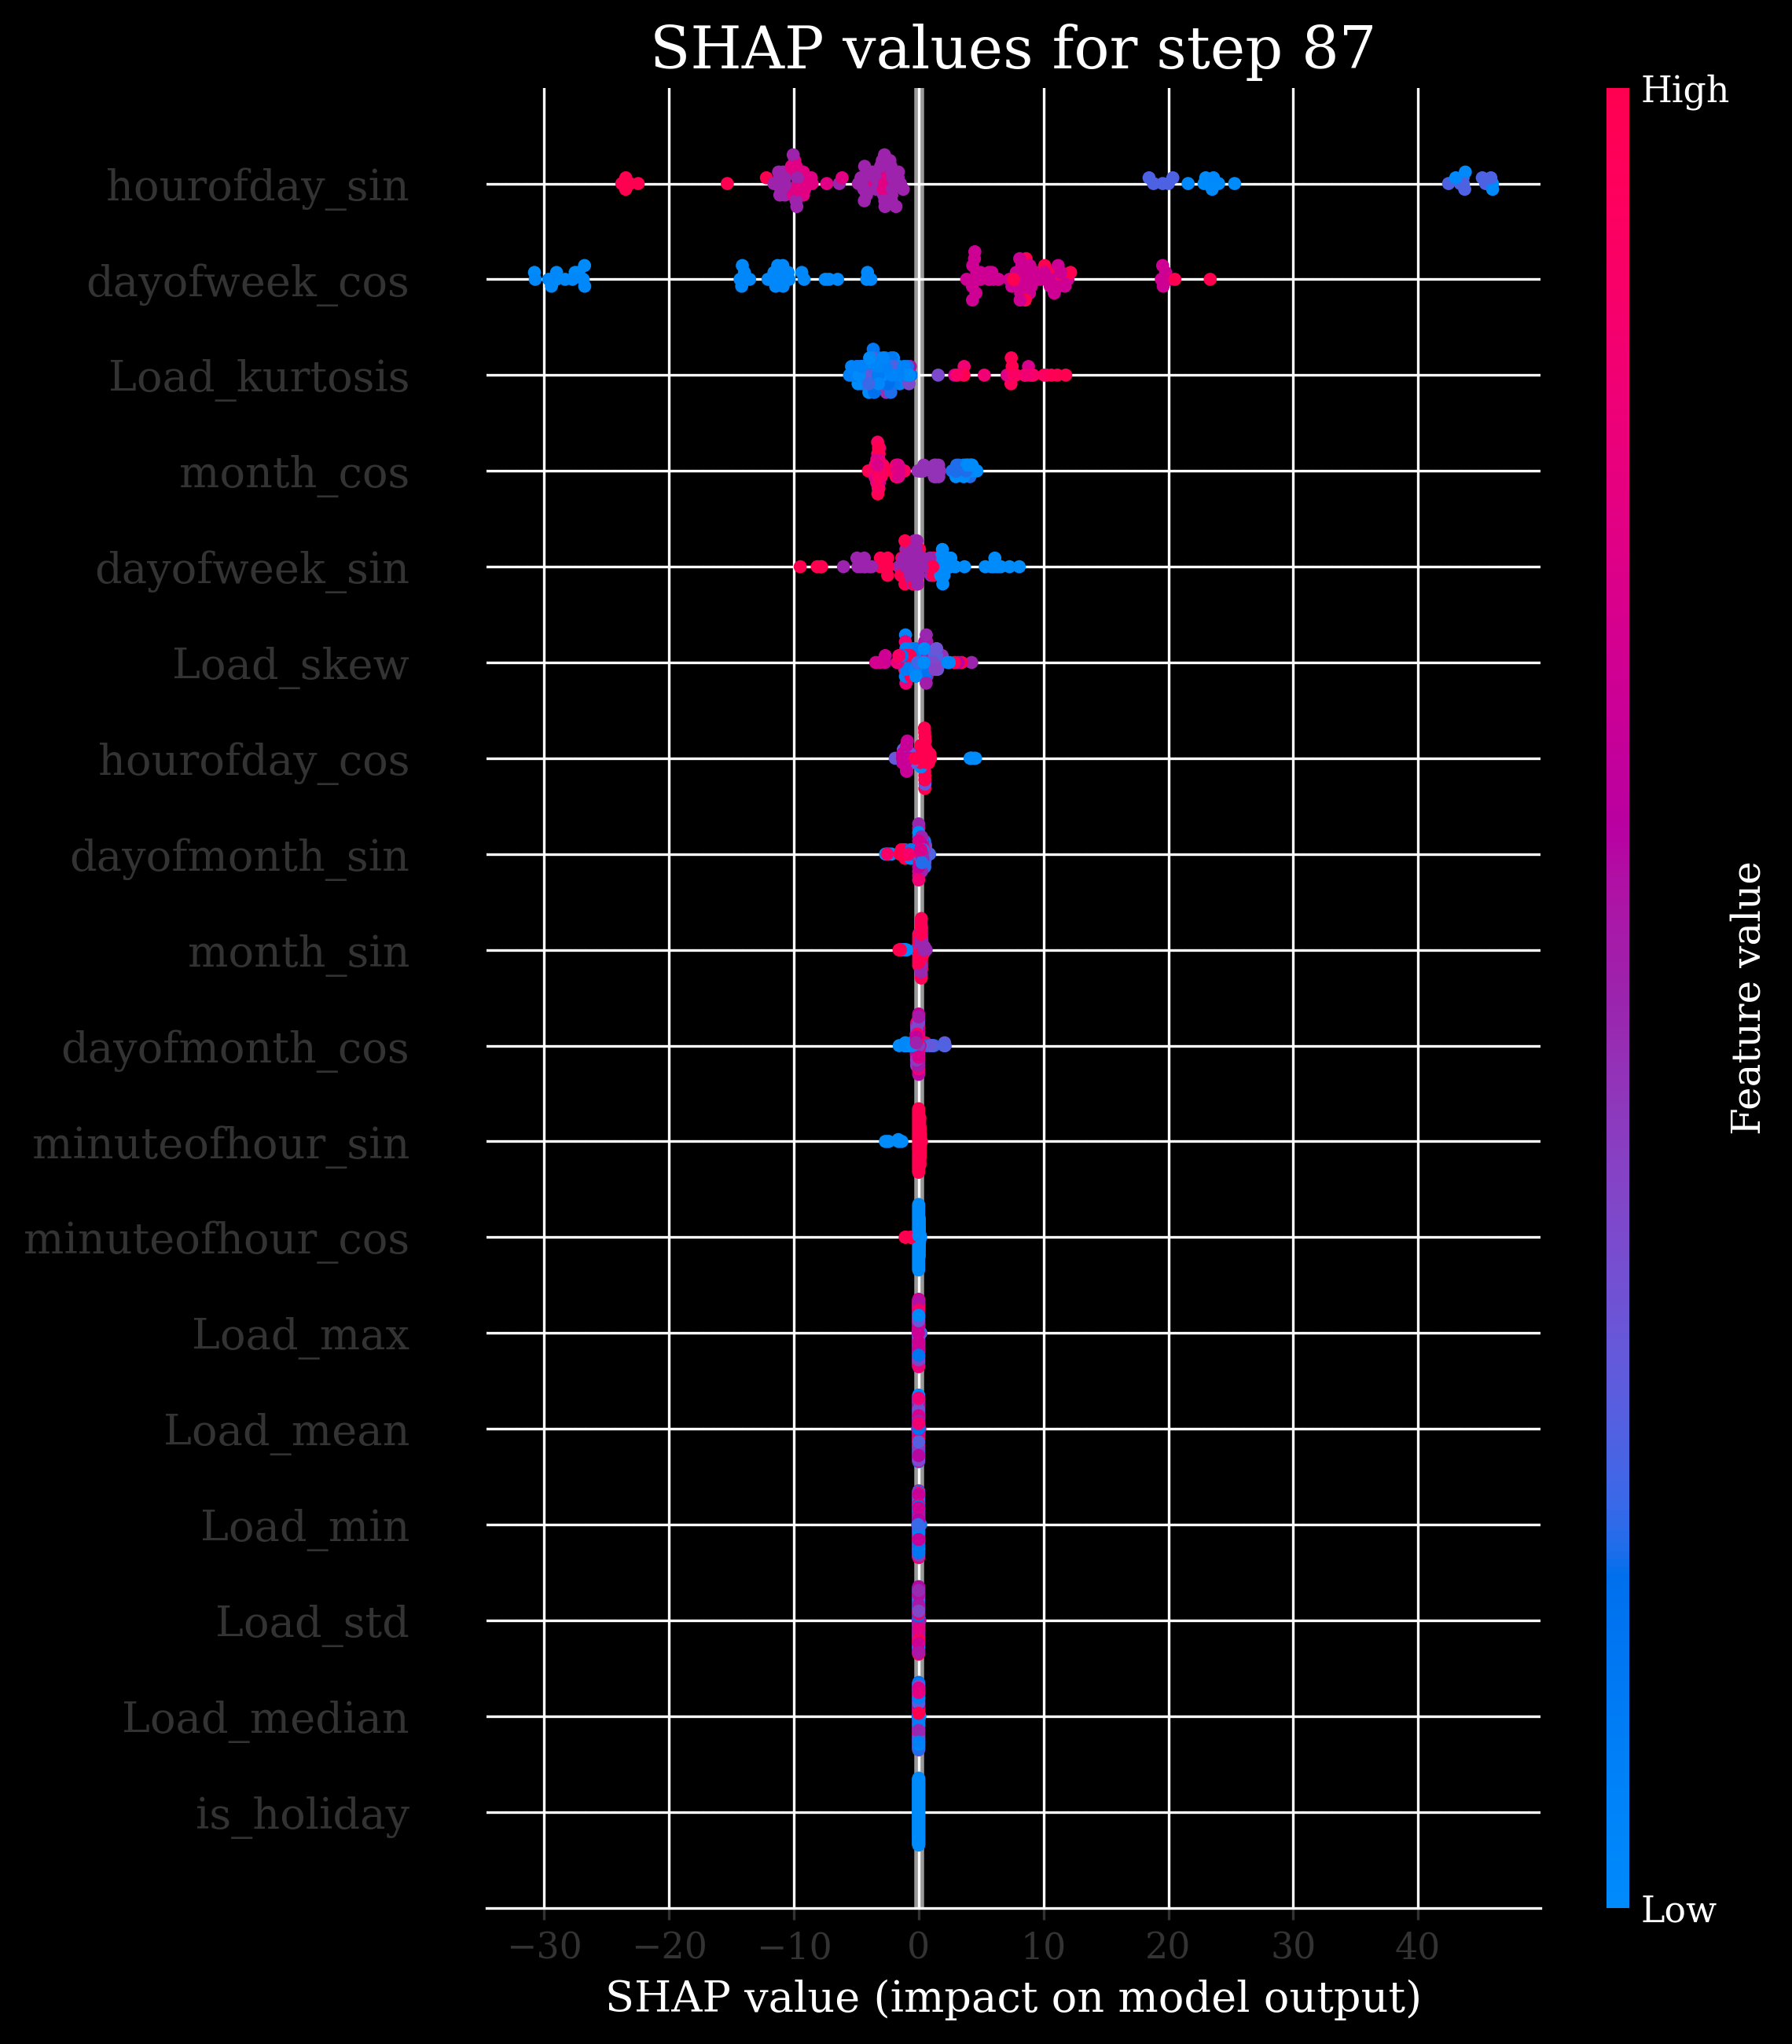 SHAP values for step 87
High
hourofday_sin
dayofweek_cos
Load_kurtosis
month_cos
dayofweek_sin
Load_skew
hourofday_cos
dayofmonth_sin
month_sin
dayofmonth_cos
minuteofhour_sin
minuteofhour_cos
Load_max
Load_mean
Load_min
Load_std
Load_median
is_holiday
Feature value
Low
−30 −20 −10 0 10 20 30 40
SHAP value (impact on model output)